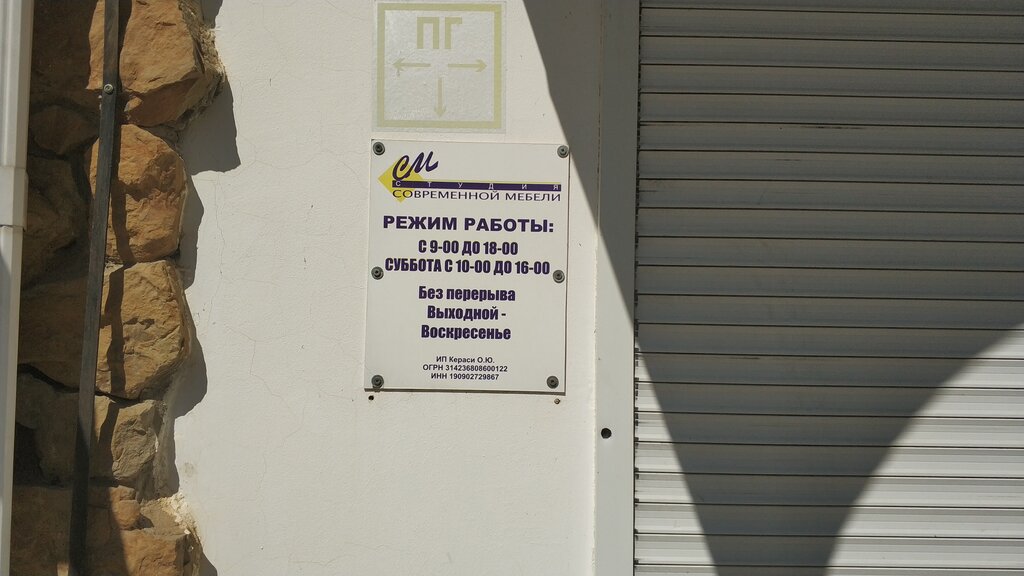 ПГ
СМ
СТУДИЯ
СОВРЕМЕННОЙ МЕБЕЛИ
РЕЖИМ РАБОТЫ:
С 9-00 ДО 18-00
СУББОТА С 10-00 ДО 16-00
Без перерыва
Выходной -
Воскресенье
ИП Кераси О.Ю.
ОГРН 314236808600122
ИНН 190902729867